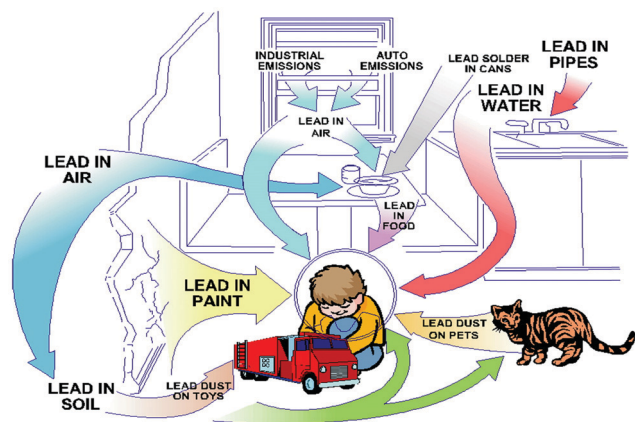 INDUSTRIAL
EMISSIONS
AUTO
EMISSIONS
LEAD SOLDER
IN CANS
LEAD IN
PIPES
LEAD IN
WATER
LEAD IN
AIR
LEAD IN
AIR
LEAD
IN
FOOD
LEAD IN
PAINT
LEAD DUST
ON PETS
LEAD IN
SOIL
LEAD DUST
ON TOYS